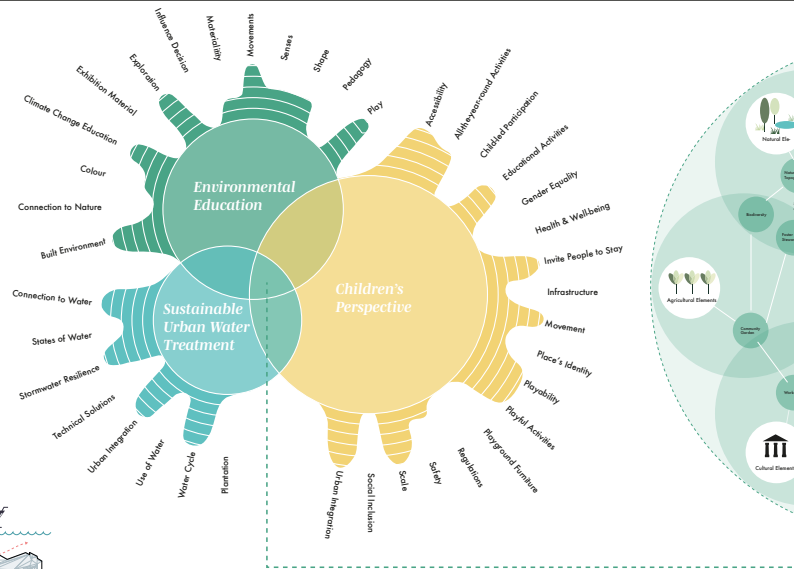 Influence Decision
Materiality
Movements
Senses
Shape
Pedagogy
Play
Exploration
Exhibition Material
Climate Change Education
Colour
Connection to Nature
Built Environment
Environmental
Education
Connection to Water
States of Water
Stormwater Resilience
Technical Solutions
Urban Integration
Use of Water
Water Cycle
Plantation
Sustainable
Urban Water
Treatment
Accessibility
All-the-year-round Activities
Child-led Participation
Educational Activities
Gender Equality
Health & Well-being
Invite People to Stay
Infrastructure
Movement
Place's Identity
Playability
Playful Activities
Playground Furniture
Regulations
Safety
Scale
Social Inclusion
Urban Integration
Children's
Perspective
Natural Ele-
Biodiversity
Agricultural Elements
Community
Garden
Cultural Element